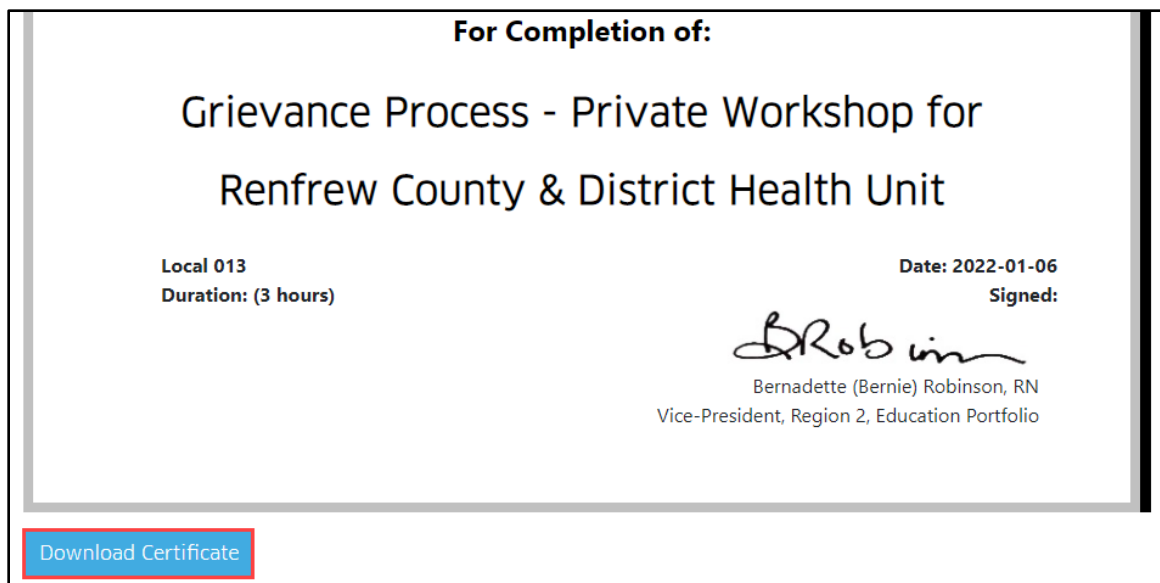 For Completion of:
Grievance Process - Private Workshop for
Renfrew County & District Health Unit
Local 013
Date: 2022-01-06
Duration: (3 hours)
Signed:
BRobinson
Bernadette (Bernie) Robinson, RN
Vice-President, Region 2, Education Portfolio
Download Certificate